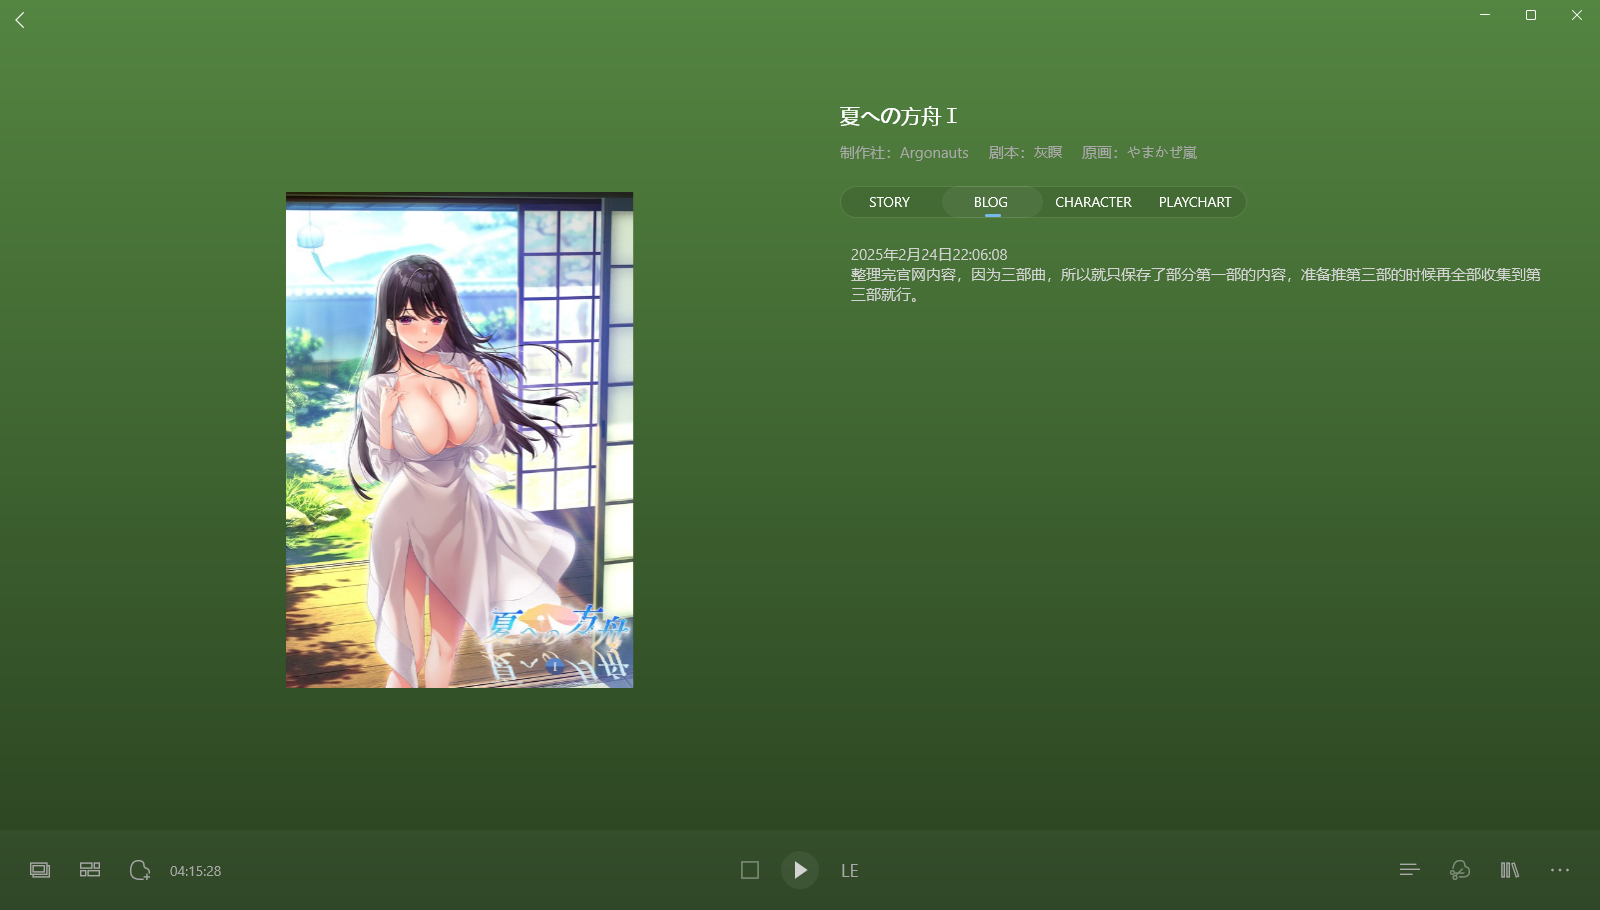 夏への方舟Ⅰ
制作社：Argonauts 剧本：灰瞑 原画：やまかぜ嵐
STORY BLOG CHARACTER PLAYCHART
2025年2月24日22:06:08
整理完官网内容，因为三部曲，所以就只保存了部分第一部的内容，准备推第三部的时候再全部收集到第
三部就行。
夏への方舟
I
04:15:28
LE